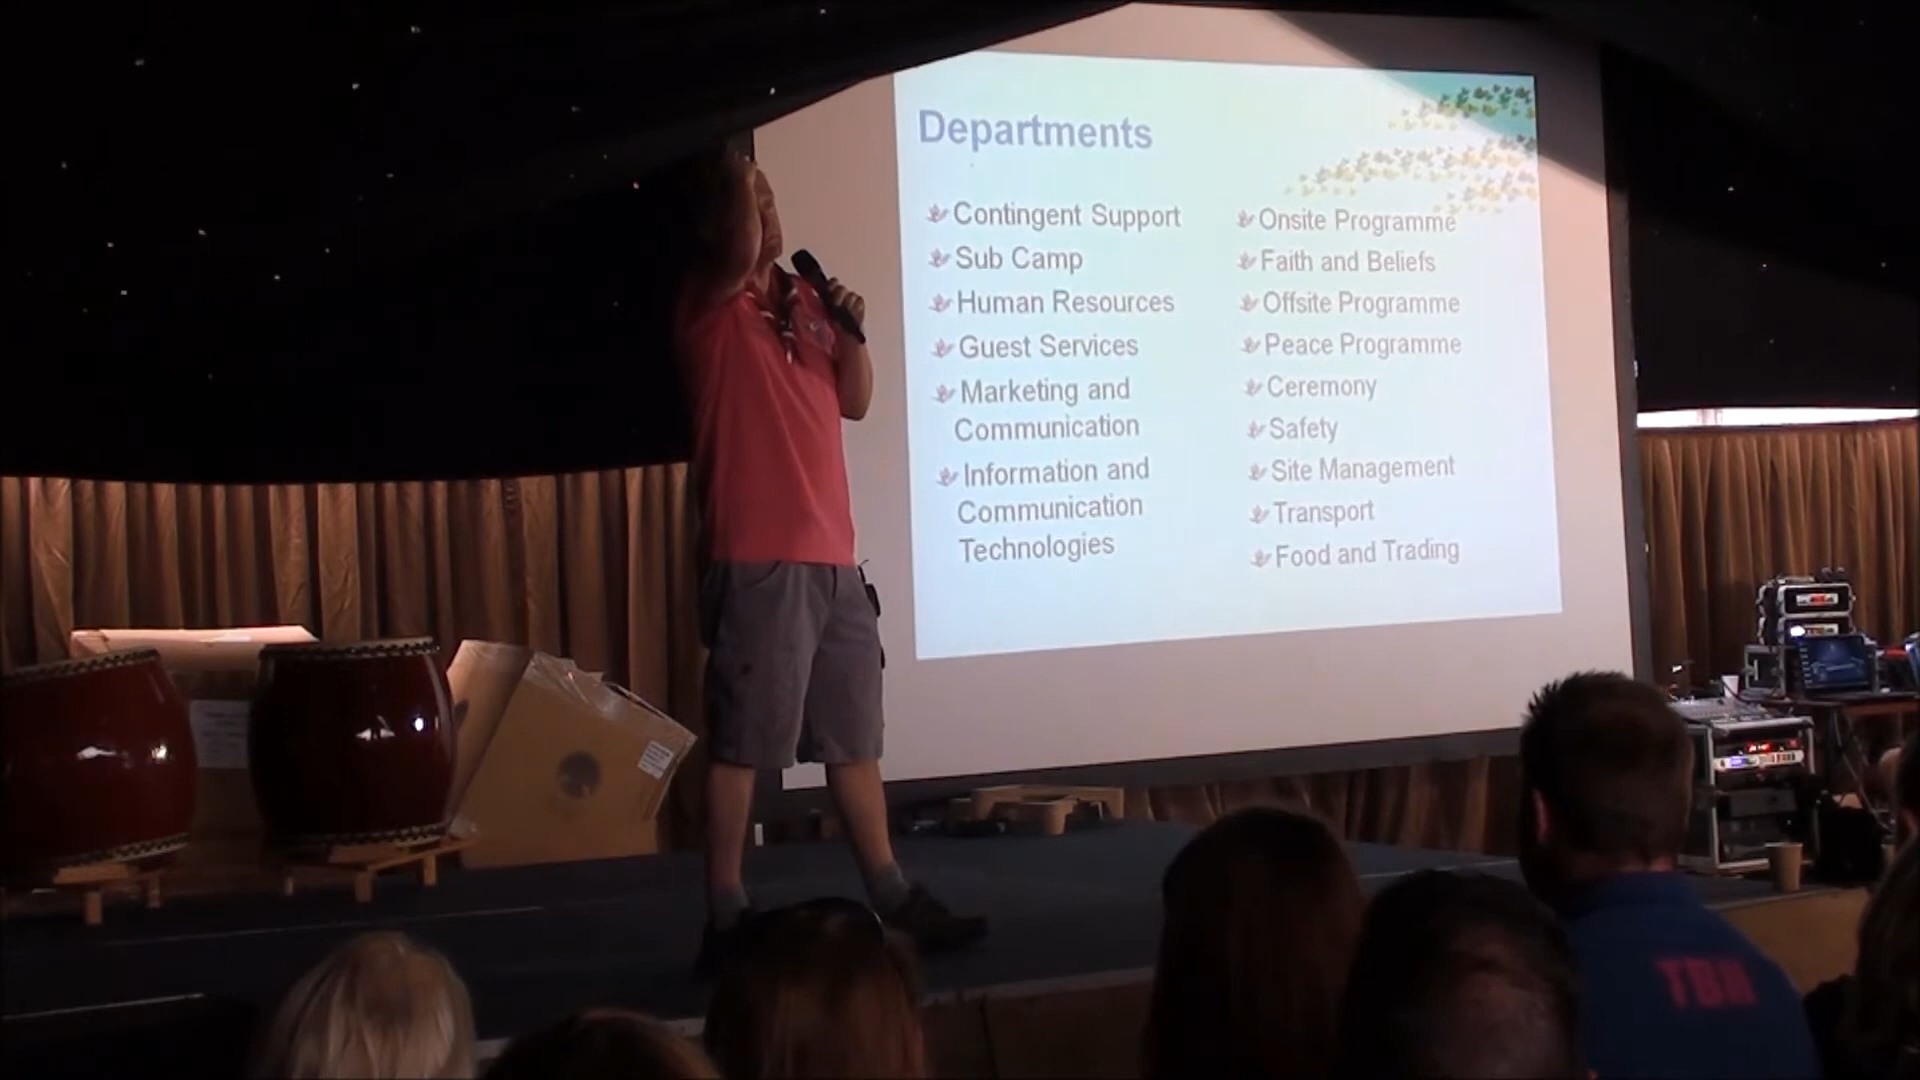 Departments
Contingent Support
Sub Camp
Human Resources
Guest Services
Marketing and
Communication
Information and
Communication
Technologies
Onsite Programme
Faith and Beliefs
Offsite Programme
Peace Programme
Ceremony
Safety
Site Management
Transport
Food and Trading